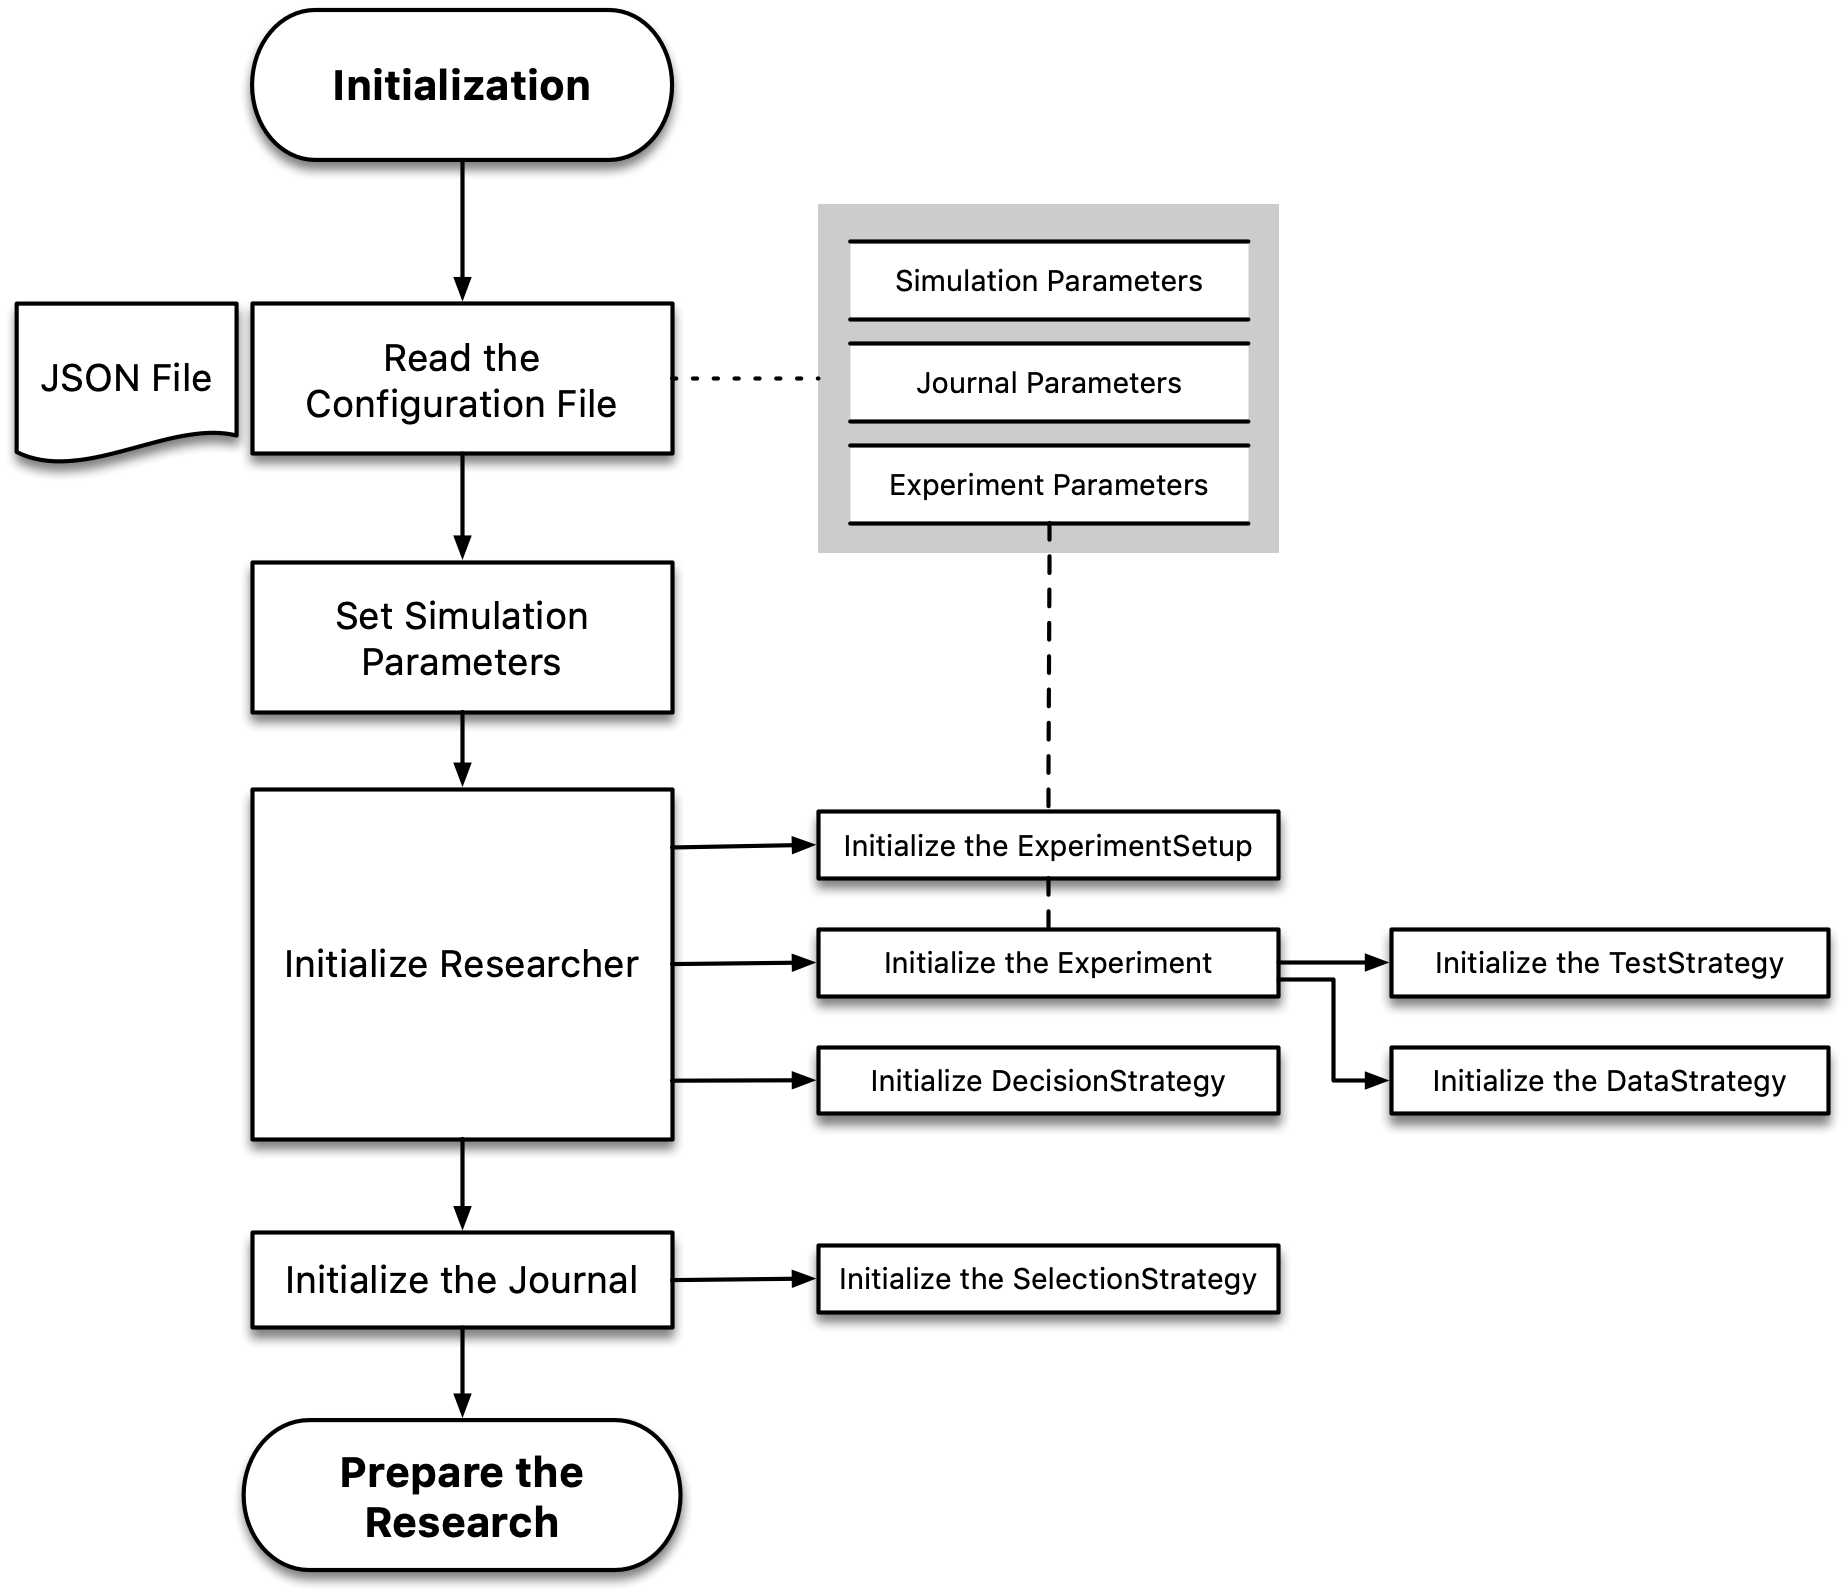 Initialization
JSON File
Read the
Configuration File
Simulation Parameters
Journal Parameters
Experiment Parameters
Set Simulation
Parameters
Initialize Researcher
Initialize the ExperimentSetup
Initialize the Experiment
Initialize the TestStrategy
Initialize DecisionStrategy
Initialize the DataStrategy
Initialize the Journal
Initialize the SelectionStrategy
Prepare the
Research